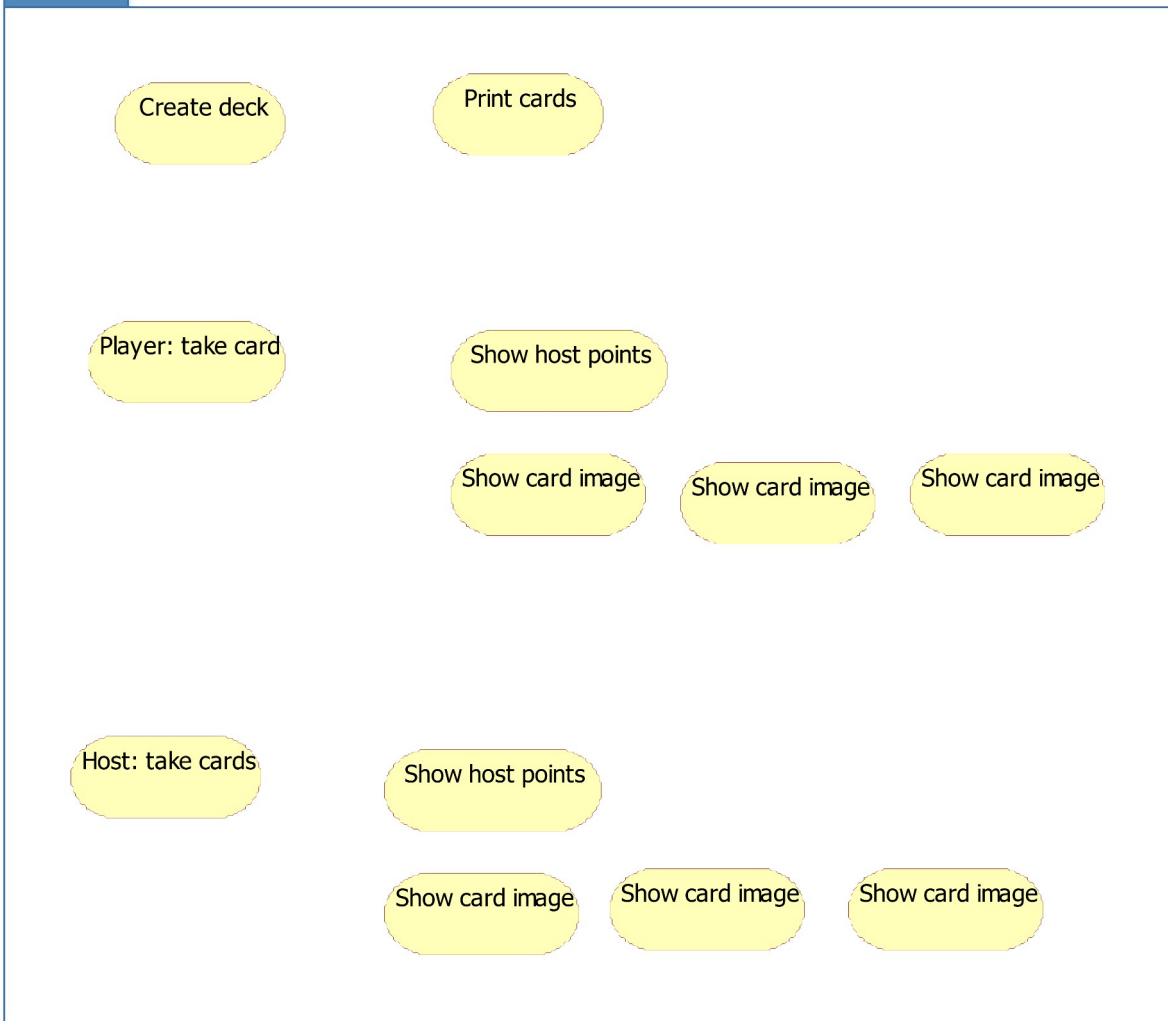 Create deck
Print cards
Player: take card
Show host points
Show card image
Show card image
Show card image
Host: take cards
Show host points
Show card image
Show card image
Show card image